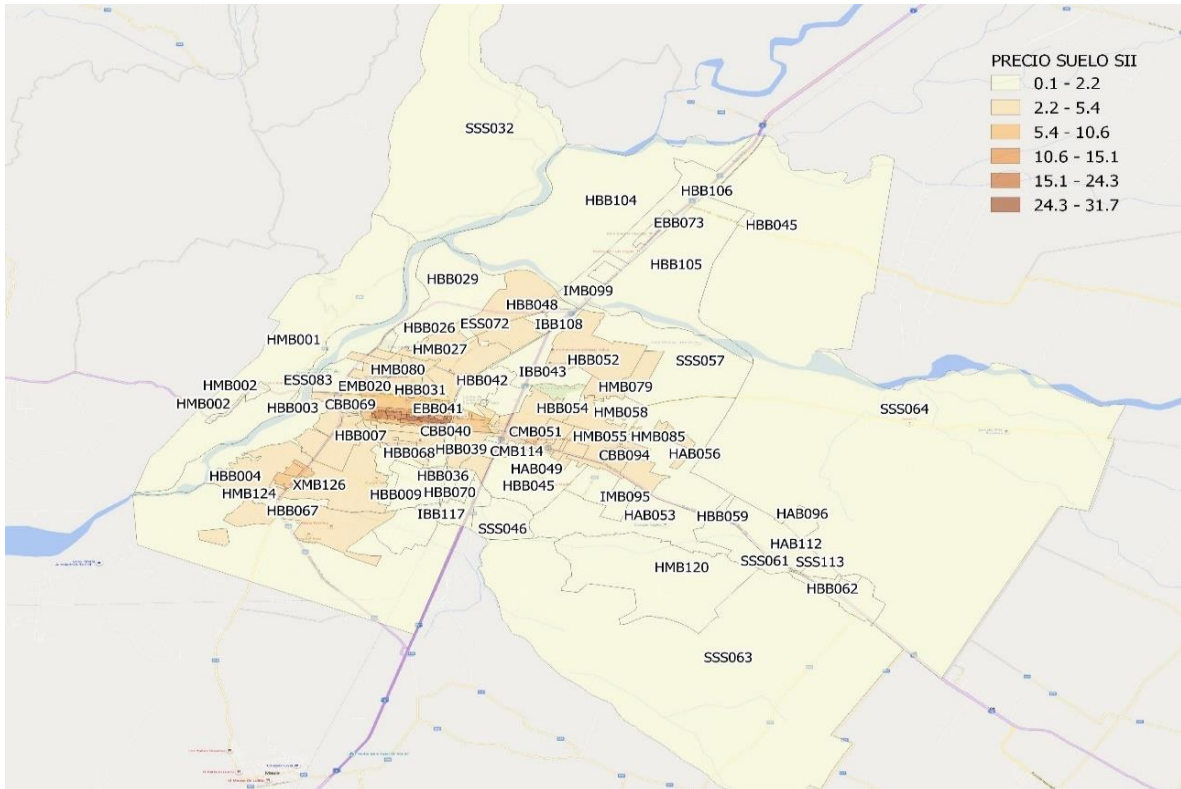 PRECIO SUELO SII
0.1 - 2.2
2.2 - 5.4
5.4 - 10.6
10.6 - 15.1
15.1 - 24.3
24.3 - 31.7
SSS032
HBB106
HBB104
EBB073
HBB045
HBB105
HBB029
IMB099
HBB048
ESS072
IBB108
HBB026
HMB001
HMB027
HBB052
SSS057
HMB080
IBB043
ESS083
HBB042
HMB002
EMB020
HBB031
HMB079
HMB002
CBB069
HBB003
EBB041
HBB054
HMB058
SSS064
HBB007
CBB040
CMB051
HMB055
HMB085
HBB068
HBB039
CMB114
CBB094
HAB056
HBB004
HBB036
HAB049
XMB126
HBB045
HMB124
HBB009
HBB070
IMB095
HBB067
IBB117
HAB053
HBB059
HAB096
SSS046
HAB112
HMB120
SSS061
SSS113
HBB062
SSS063